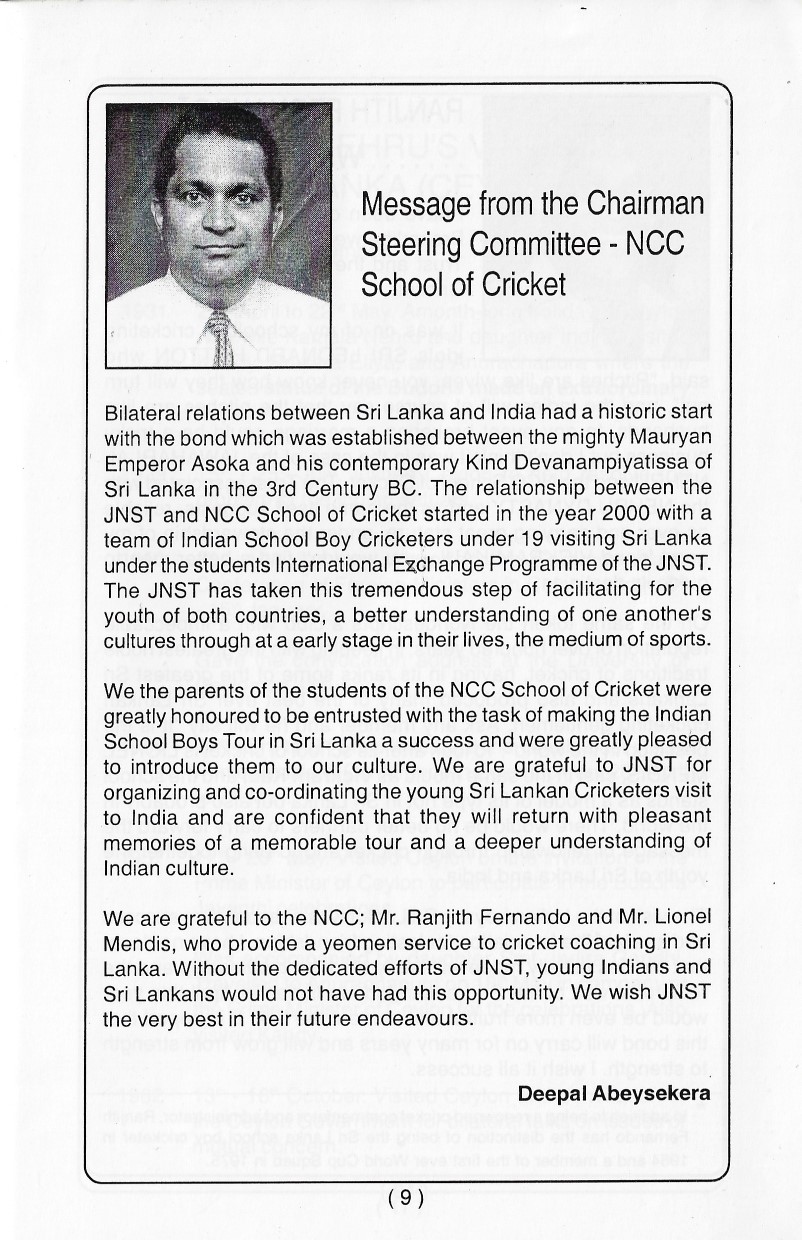 Message from the Chairman
Steering Committee - NCC
School of Cricket
Bilateral relations between Sri Lanka and India had a historic start
with the bond which was established between the mighty Mauryan
Emperor Asoka and his contemporary Kind Devanampiyatissa of
Sri Lanka in the 3rd Century BC. The relationship between the
JNST and NCC School of Cricket started in the year 2000 with a
team of Indian School Boy Cricketers under 19 visiting Sri Lanka
under the students International Exchange Programme of the JNST.
The JNST has taken this tremendous step of facilitating for the
youth of both countries, a better understanding of one another's
cultures through at a early stage in their lives, the medium of sports.
We the parents of the students of the NCC School of Cricket were
greatly honoured to be entrusted with the task of making the Indian
School Boys Tour in Sri Lanka a success and were greatly pleased
to introduce them to our culture. We are grateful to JNST for
organizing and co-ordinating the young Sri Lankan Cricketers visit
to India and are confident that they will return with pleasant
memories of a memorable tour and a deeper understanding of
Indian culture.
We are grateful to the NCC; Mr. Ranjith Fernando and Mr. Lionel
Mendis, who provide a yeomen service to cricket coaching in Sri
Lanka. Without the dedicated efforts of JNST, young Indians and
Sri Lankans would not have had this opportunity. We wish JNST
the very best in their future endeavours.
Deepal Abeysekera
( 9 )